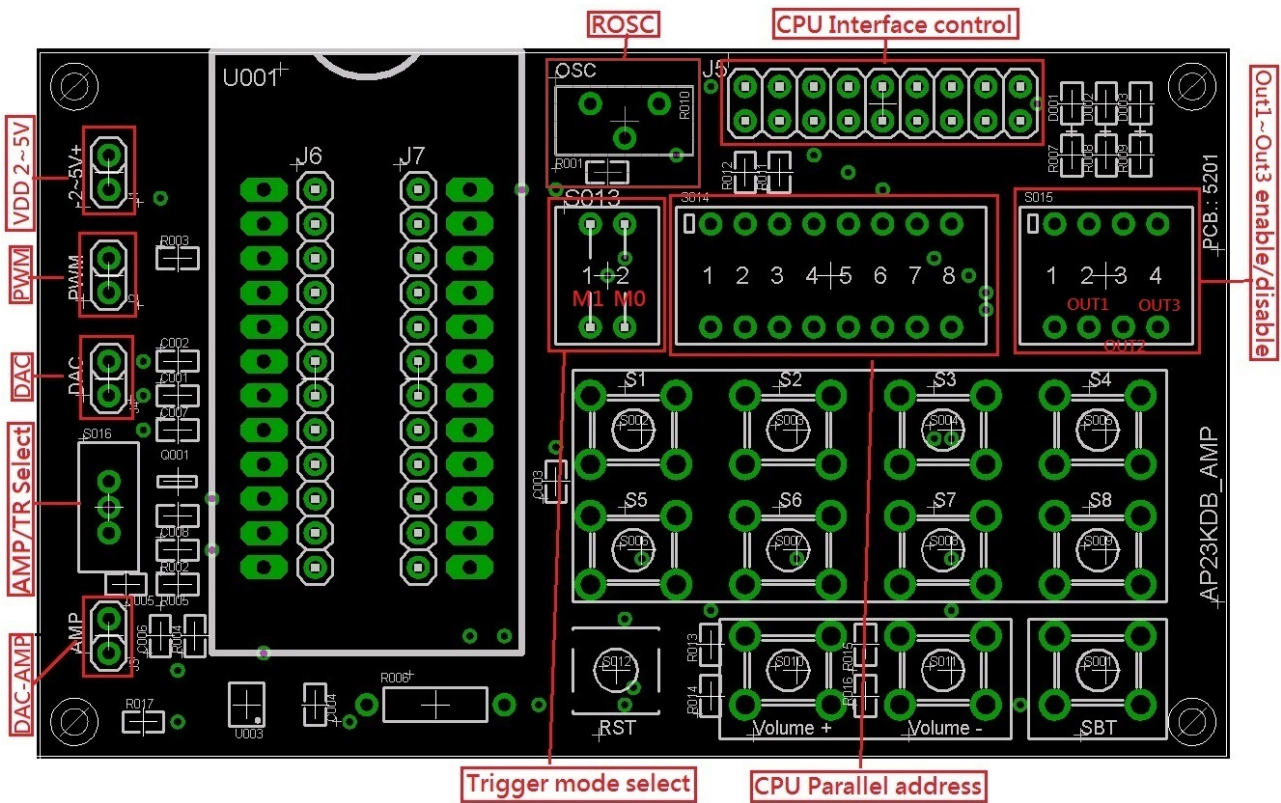 ROSC
CPU Interface control
Out1~Out3 enable/disable
VDD 2~5V
PWM
DAC
AMP/TR Select
DAC-AMP
Trigger mode select
CPU Parallel address
U001
OSC
R010
R001
J5
D001
D002
D003
R007
R008
R009
R012
R011
2~5V+
J6
J7
S013
1 2
M1 M0
S014
1 2 3 4 5 6 7 8
S015
1 2 3 4
OUT1
OUT2
OUT3
PCB.: 5201
PWM
R003
DAC
C002
C001
C007
S016
Q001
C008
R002
R005
C005
C003
S1
S002
S2
S003
S3
S004
S4
S005
S5
S006
S6
S007
S7
S008
S8
S009
AP23KDB_AMP
AMP
J3
C006
R004
R017
U003
C004
R006
S012
RST
R013
R014
S010
Volume +
R015
R016
S011
Volume -
S001
SBT